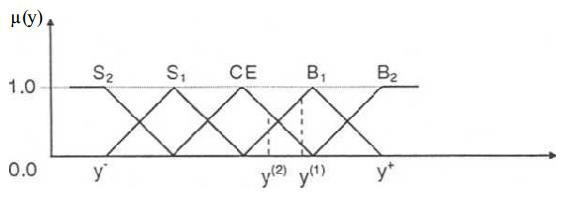 μ(y)
S₂ S₁ CE B₁ B₂
1.0
0.0
y⁻ y⁽²⁾ y⁽¹⁾ y⁺